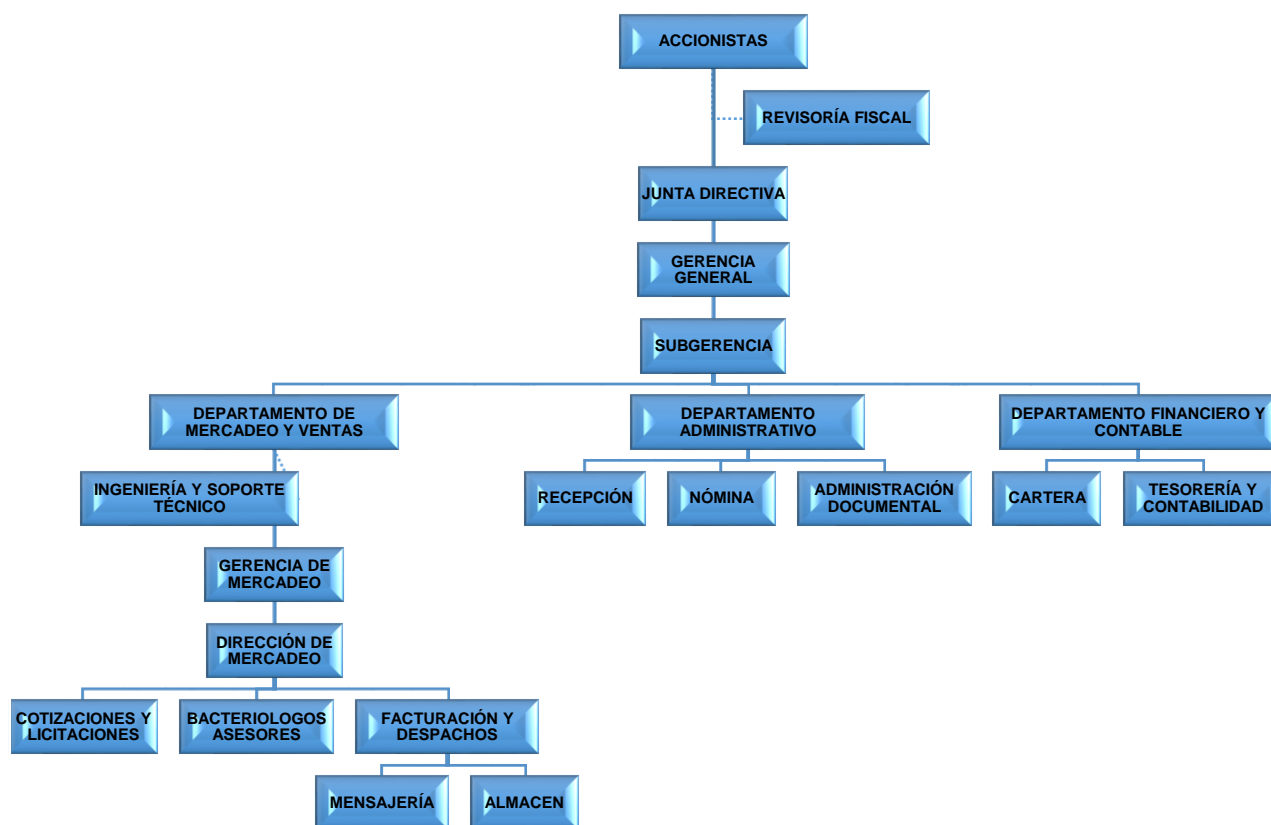 ACCIONISTAS
REVISORÍA FISCAL
JUNTA DIRECTIVA
GERENCIA
GENERAL
SUBGERENCIA
DEPARTAMENTO DE
MERCADEO Y VENTAS
DEPARTAMENTO
ADMINISTRATIVO
DEPARTAMENTO FINANCIERO Y
CONTABLE
INGENIERÍA Y SOPORTE
TÉCNICO
RECEPCIÓN
NÓMINA
ADMINISTRACIÓN
DOCUMENTAL
CARTERA
TESORERÍA Y
CONTABILIDAD
GERENCIA DE
MERCADEO
DIRECCIÓN DE
MERCADEO
COTIZACIONES Y
LICITACIONES
BACTERIOLOGOS
ASESORES
FACTURACIÓN Y
DESPACHOS
MENSAJERÍA
ALMACEN